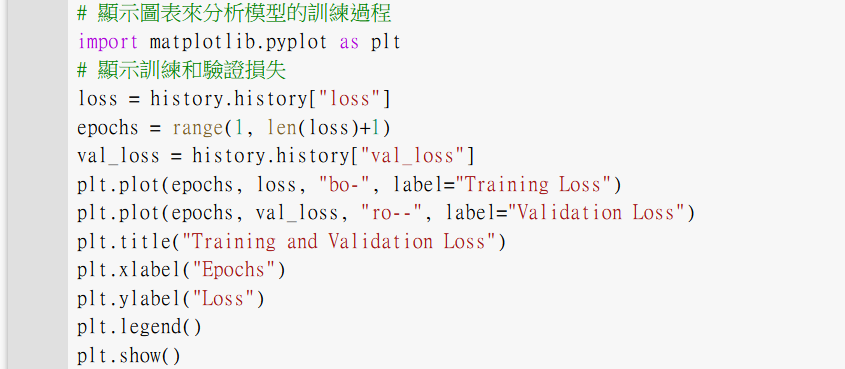 # 顯示圖表來分析模型的訓練過程
import matplotlib.pyplot as plt
# 顯示訓練和驗證損失
loss = history.history["loss"]
epochs = range(1, len(loss)+1)
val_loss = history.history["val_loss"]
plt.plot(epochs, loss, "bo-", label="Training Loss")
plt.plot(epochs, val_loss, "ro--", label="Validation Loss")
plt.title("Training and Validation Loss")
plt.xlabel("Epochs")
plt.ylabel("Loss")
plt.legend()
plt.show()